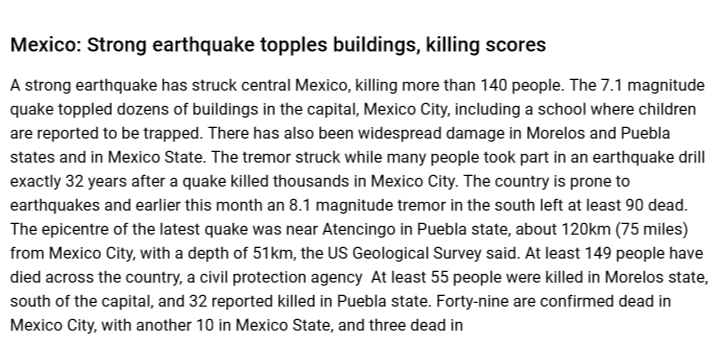 Mexico: Strong earthquake topples buildings, killing scores
A strong earthquake has struck central Mexico, killing more than 140 people. The 7.1 magnitude
quake toppled dozens of buildings in the capital, Mexico City, including a school where children
are reported to be trapped. There has also been widespread damage in Morelos and Puebla
states and in Mexico State. The tremor struck while many people took part in an earthquake drill
exactly 32 years after a quake killed thousands in Mexico City. The country is prone to
earthquakes and earlier this month an 8.1 magnitude tremor in the south left at least 90 dead.
The epicentre of the latest quake was near Atencingo in Puebla state, about 120km (75 miles)
from Mexico City, with a depth of 51km, the US Geological Survey said. At least 149 people have
died across the country, a civil protection agency  At least 55 people were killed in Morelos state,
south of the capital, and 32 reported killed in Puebla state. Forty-nine are confirmed dead in
Mexico City, with another 10 in Mexico State, and three dead in